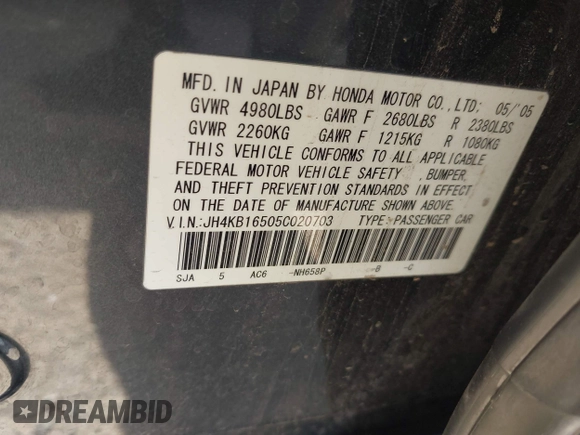 MFD. IN JAPAN BY HONDA MOTOR CO., LTD: 05/'05
GVWR 4980LBS GAWR F 2680LBS R 2380LBS
GVWR 2260KG GAWR F 1215KG R 1080KG
THIS VEHICLE CONFORMS TO ALL APPLICABLE
FEDERAL MOTOR VEHICLE SAFETY , BUMPER,
AND THEFT PREVENTION STANDARDS IN EFFECT
ON THE DATE OF MANUFACTURE SHOWN ABOVE.
V.I.N.:JH4KB16505C020703 TYPE:PASSENGER CAR
SJA 5 AC6 -NH658P -B -C
DREAMBID